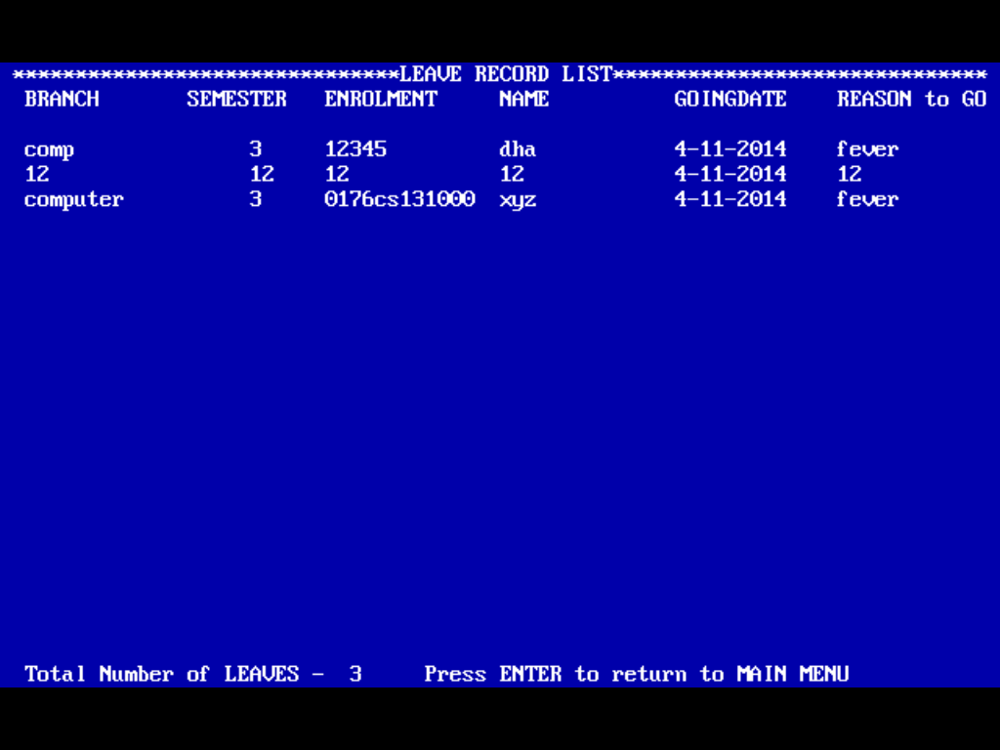 *******************************LEAVE RECORD LIST******************************
BRANCH SEMESTER ENROLMENT NAME GOINGDATE REASON to GO
comp 3 12345 dha 4-11-2014 fever
12 12 12 12 4-11-2014 12
computer 3 0176cs131000 xyz 4-11-2014 fever
Total Number of LEAVES - 3 Press ENTER to return to MAIN MENU